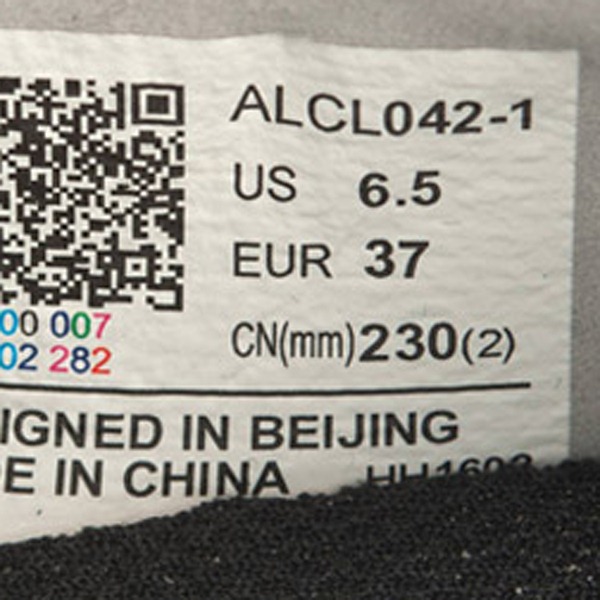 ALCL042-1
US 6.5
EUR 37
CN(mm)230(2)
00 007
02 282
IGNED IN BEIJING
E IN CHINA